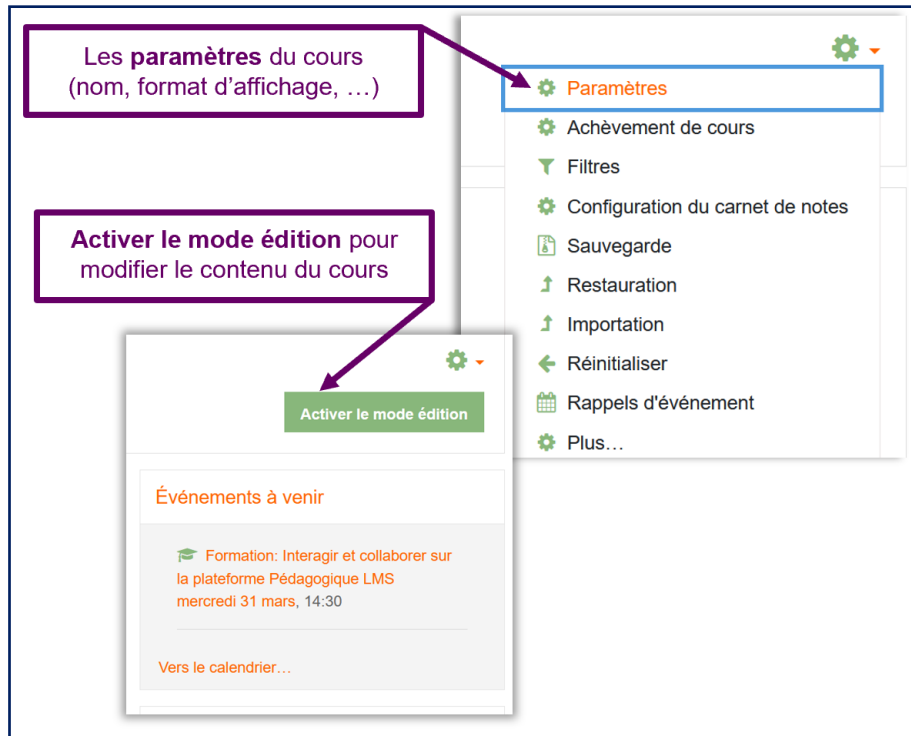 Les paramètres du cours
(nom, format d’affichage, …)
Paramètres
Achèvement de cours
Filtres
Configuration du carnet de notes
Sauvegarde
Restauration
Importation
Réinitialiser
Rappels d'événement
Plus…
Activer le mode édition pour
modifier le contenu du cours
Activer le mode édition
Événements à venir
Formation: Interagir et collaborer sur
la plateforme Pédagogique LMS
mercredi 31 mars, 14:30
Vers le calendrier…